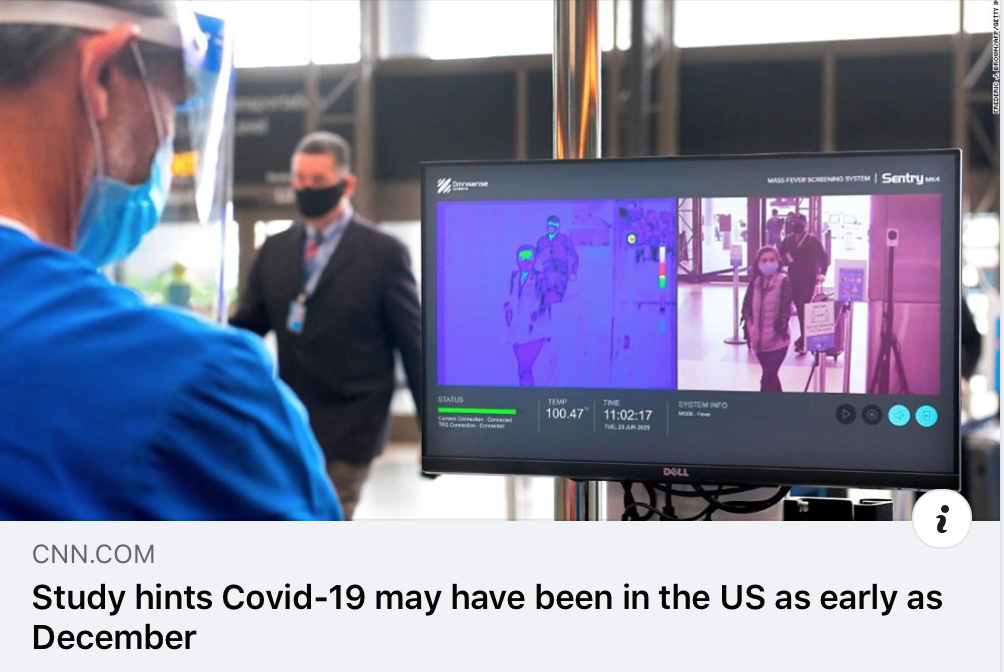 FREDERIC J. BROWN/AFP/GETTY
Omnisense
MASS FEVER SCREENING SYSTEM | Sentry MK4
STATUS
Camera Connection : Connected
TRS Connection : Connected
TEMP
100.47°
TIME
11:02:17
TUE, 23 JUN 2020
SYSTEM INFO
MODE : Fever
DELL
i
CNN.COM
Study hints Covid-19 may have been in the US as early as
December